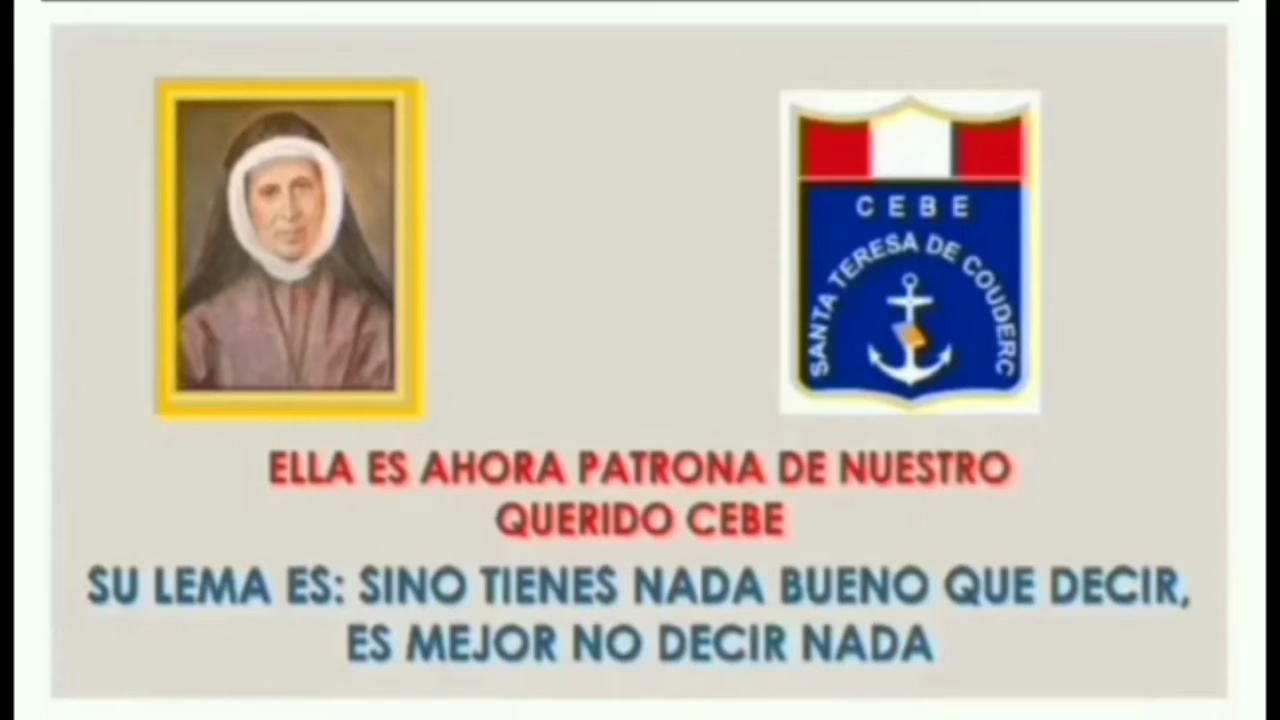 CEBE
SANTA TERESA DE COUDERC
ELLA ES AHORA PATRONA DE NUESTRO
QUERIDO CEBE
SU LEMA ES: SINO TIENES NADA BUENO QUE DECIR,
ES MEJOR NO DECIR NADA